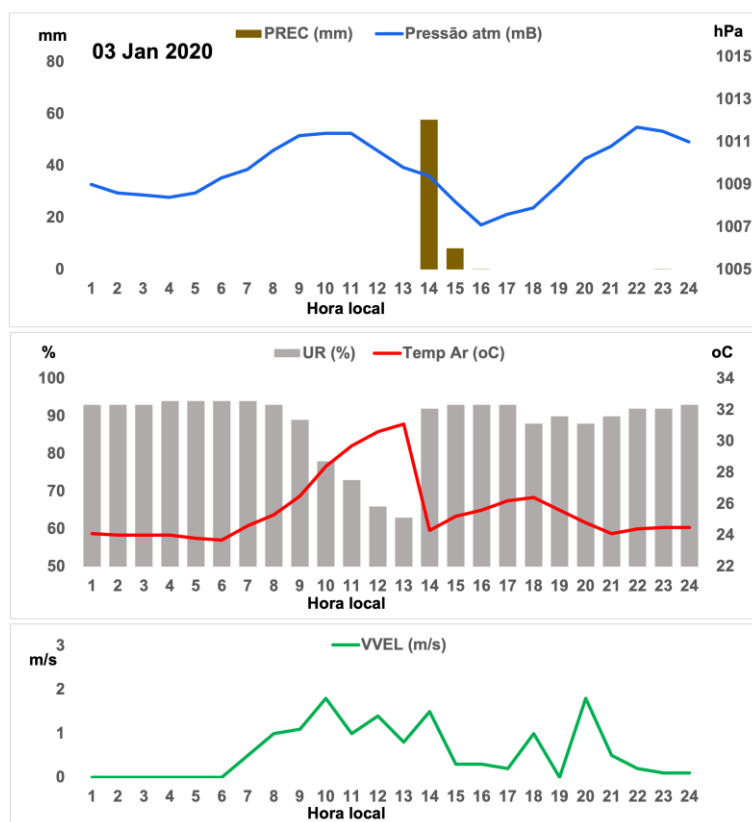 mm PREC (mm) Pressão atm (mB) hPa
03 Jan 2020
80
60
40
20
0
1015
1013
1011
1009
1007
1005
1 2 3 4 5 6 7 8 9 10 11 12 13 14 15 16 17 18 19 20 21 22 23 24
Hora local
% UR (%) Temp Ar (oC) oC
100
90
80
70
60
50
34
32
30
28
26
24
22
1 2 3 4 5 6 7 8 9 10 11 12 13 14 15 16 17 18 19 20 21 22 23 24
Hora local
VVEL (m/s)
m/s
3
2
1
0
1 2 3 4 5 6 7 8 9 10 11 12 13 14 15 16 17 18 19 20 21 22 23 24
Hora local